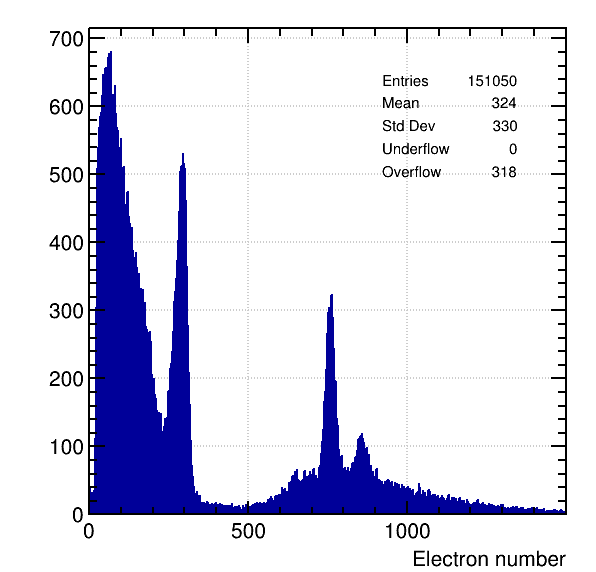 700
600
500
400
300
200
100
0
Entries 151050
Mean 324
Std Dev 330
Underflow 0
Overflow 318
0 500 1000
Electron number